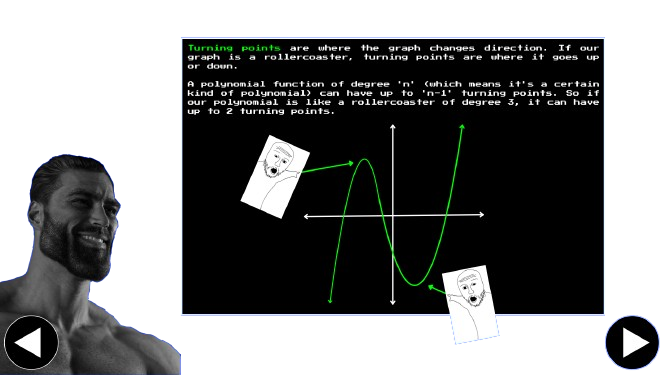 Turning points are where the graph changes direction. If our
graph is a rollercoaster, turning points are where it goes up
or down.
A polynomial function of degree 'n' (which means it's a certain
kind of polynomial) can have up to 'n-1' turning points. So if
our polynomial is like a rollercoaster of degree 3, it can have
up to 2 turning points.